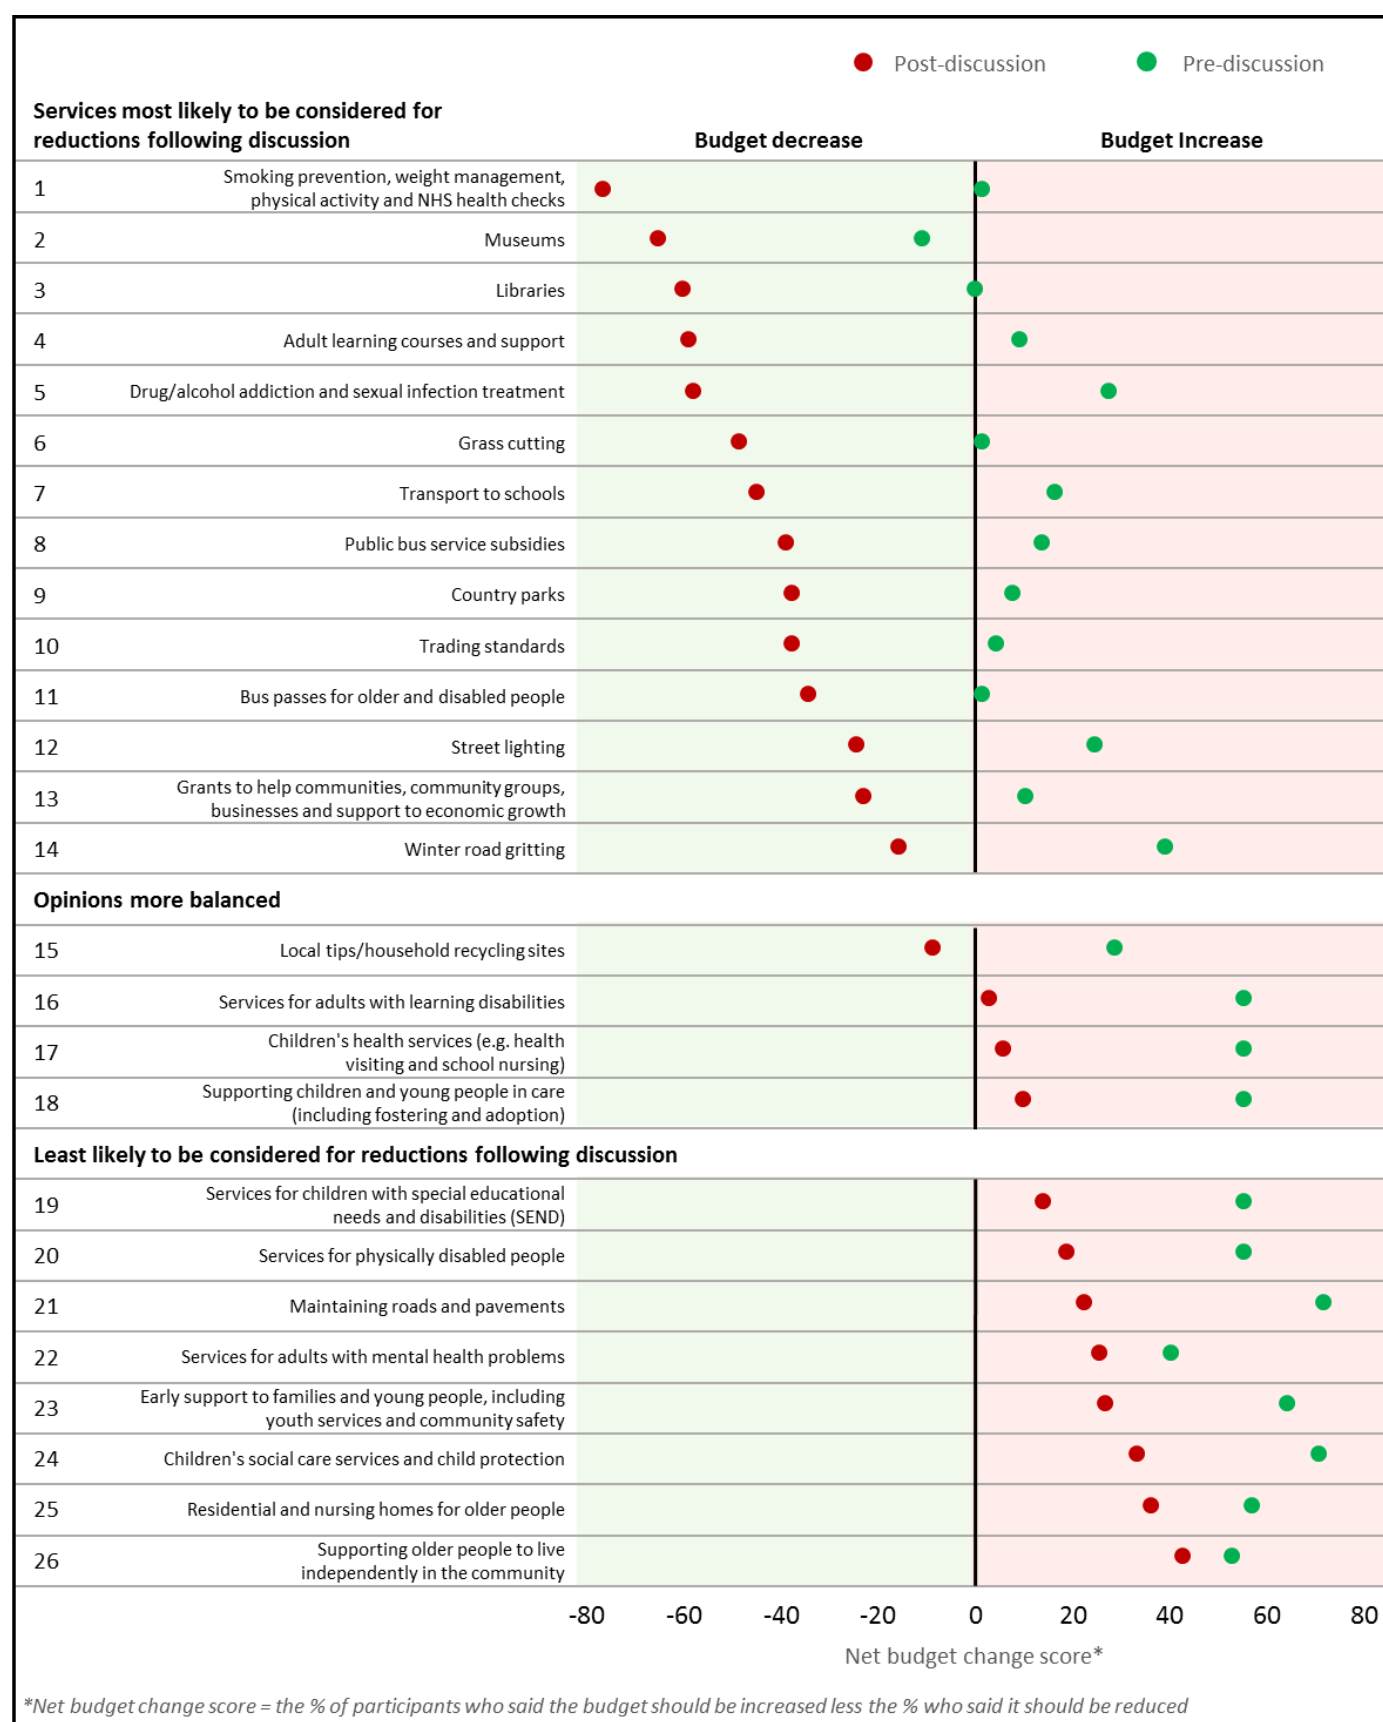 Post-discussion Pre-discussion
Services most likely to be considered for
reductions following discussion Budget decrease Budget Increase
1 Smoking prevention, weight management,
physical activity and NHS health checks
2 Museums
3 Libraries
4 Adult learning courses and support
5 Drug/alcohol addiction and sexual infection treatment
6 Grass cutting
7 Transport to schools
8 Public bus service subsidies
9 Country parks
10 Trading standards
11 Bus passes for older and disabled people
12 Street lighting
13 Grants to help communities, community groups,
businesses and support to economic growth
14 Winter road gritting
Opinions more balanced
15 Local tips/household recycling sites
16 Services for adults with learning disabilities
17 Children's health services (e.g. health
visiting and school nursing)
18 Supporting children and young people in care
(including fostering and adoption)
Least likely to be considered for reductions following discussion
19 Services for children with special educational
needs and disabilities (SEND)
20 Services for physically disabled people
21 Maintaining roads and pavements
22 Services for adults with mental health problems
23 Early support to families and young people, including
youth services and community safety
24 Children's social care services and child protection
25 Residential and nursing homes for older people
26 Supporting older people to live
independently in the community
-80 -60 -40 -20 0 20 40 60 80
Net budget change score*
*Net budget change score = the % of participants who said the budget should be increased less the % who said it should be reduced